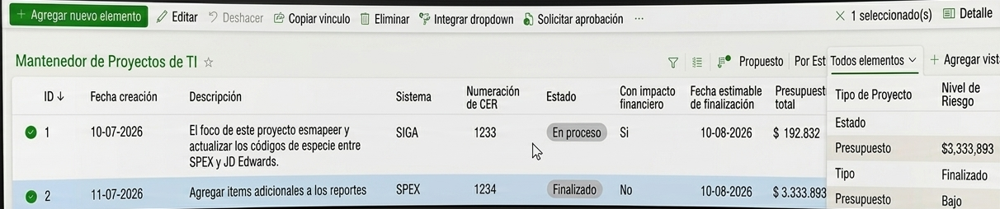 + Agregar nuevo elemento Editar Deshacer Copiar vinculo Eliminar Integrar dropdown Solicitar aprobación ... × 1 seleccionado(s) Detalle
Mantenedor de Proyectos de TI ☆ Propuesto Por Est Todos elementos + Agregar vist
ID ↓ Fecha creación Descripción Sistema Numeración de CER Estado Con impacto financiero Fecha estimable de finalización Presupuest total Tipo de Proyecto Nivel de Riesgo
1 10-07-2026 El foco de este proyecto esmapeer y SIGA 1233 En proceso Si 10-08-2026 $ 192.832
actualizar los códigos de especie entre
SPEX y JD Edwards.
2 11-07-2026 Agregar items adicionales a los reportes SPEX 1234 Finalizado No 10-08-2026 $ 3.333.893
Estado
Presupuesto $3,333,893
Tipo Finalizado
Presupuesto Bajo